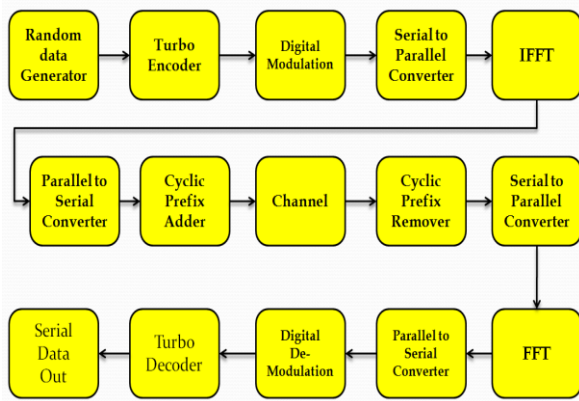 Random
data
Generator
Turbo
Encoder
Digital
Modulation
Serial to
Parallel
Converter
IFFT
Parallel to
Serial
Converter
Cyclic
Prefix
Adder
Channel
Cyclic
Prefix
Remover
Serial to
Parallel
Converter
Serial
Data
Out
Turbo
Decoder
Digital
De-
Modulation
Parallel to
Serial
Converter
FFT